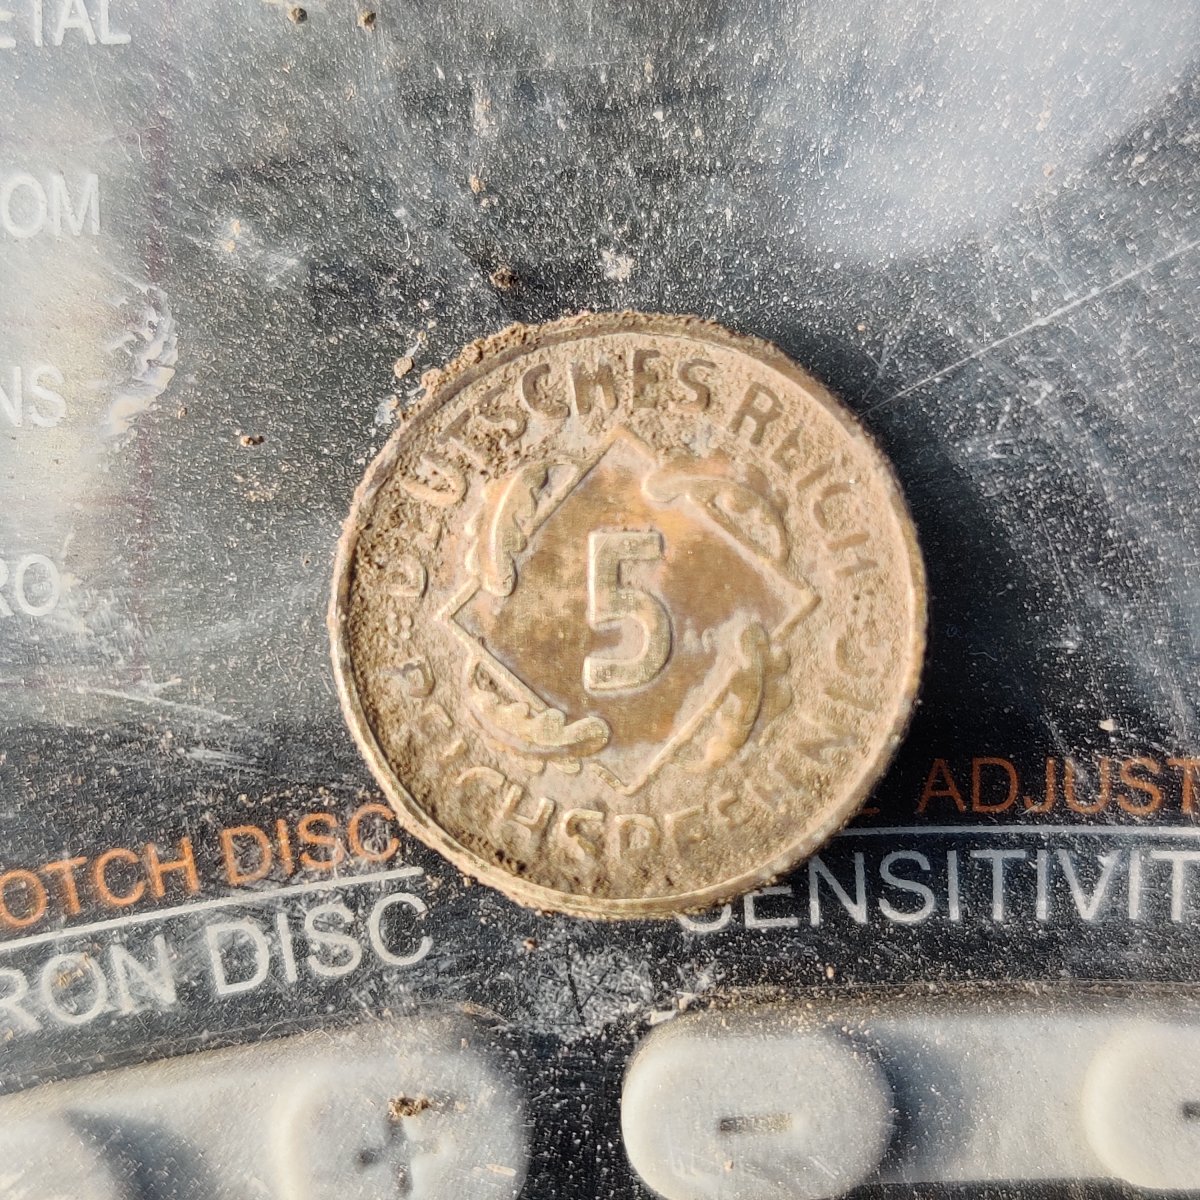 ETAL
OM
NS
RO
DEUTSCHES REICH
5
REICHSPFENNIG
OTCH DISC
ADJUST
RON DISC
SENSITIVIT
+
-